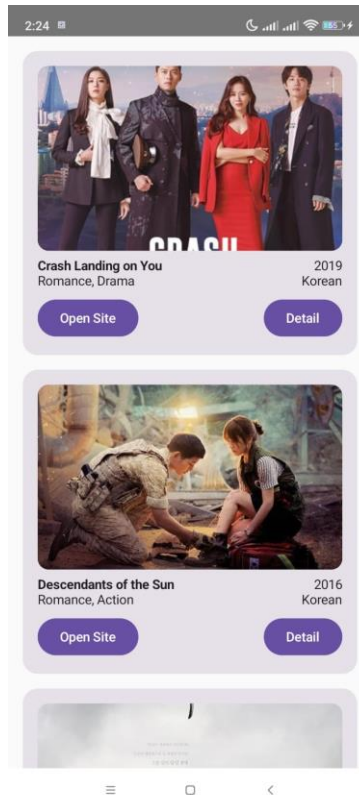 2:24
CRASH
Crash Landing on You
2019
Romance, Drama
Korean
Open Site
Detail
Descendants of the Sun
2016
Romance, Action
Korean
Open Site
Detail